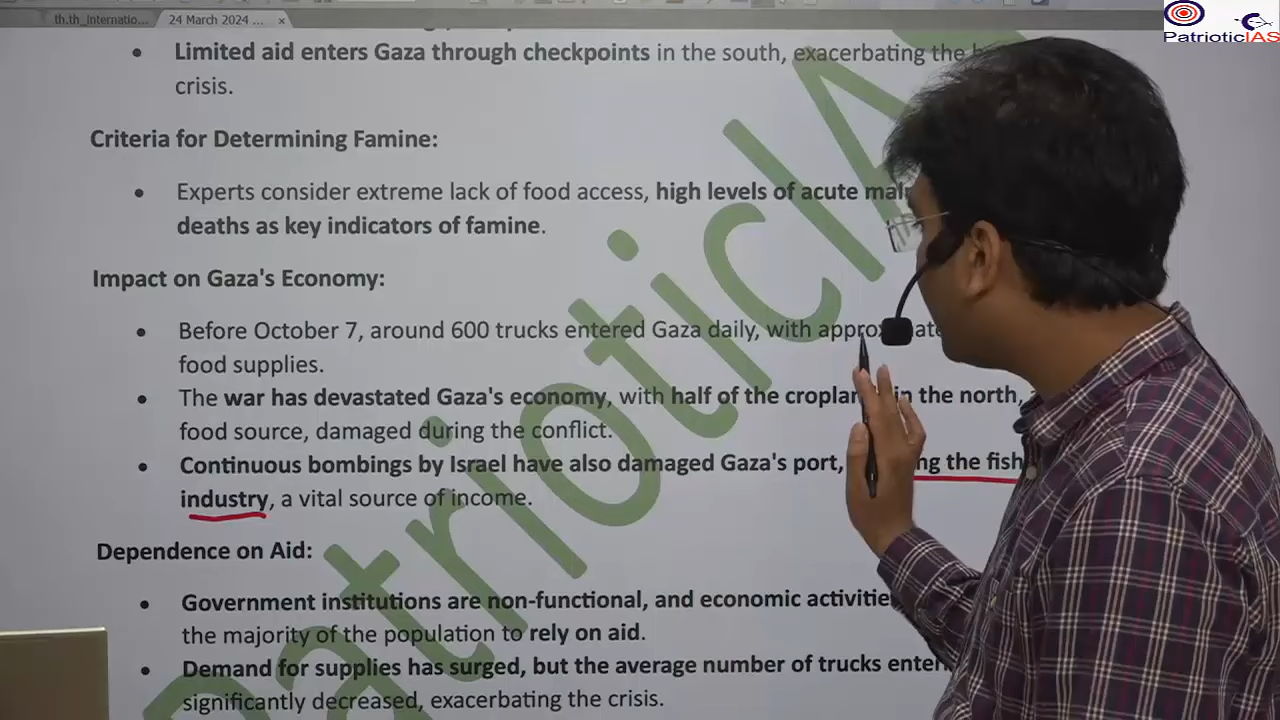 th.th_Internatio...
24 March 2024 ...
PatrioticIAS
Limited aid enters Gaza through checkpoints in the south, exacerbating the
crisis.
Criteria for Determining Famine:
Experts consider extreme lack of food access, high levels of acute
deaths as key indicators of famine.
Impact on Gaza's Economy:
Before October 7, around 600 trucks entered Gaza daily, with
food supplies.
The war has devastated Gaza's economy, with half of the in the north,
food source, damaged during the conflict.
Continuous bombings by Israel have also damaged Gaza's port, the
industry, a vital source of income.
Dependence on Aid:
Government institutions are non-functional, and economic
the majority of the population to rely on aid.
Demand for supplies has surged, but the average number of trucks
significantly decreased, exacerbating the crisis.
PatrioticIAS